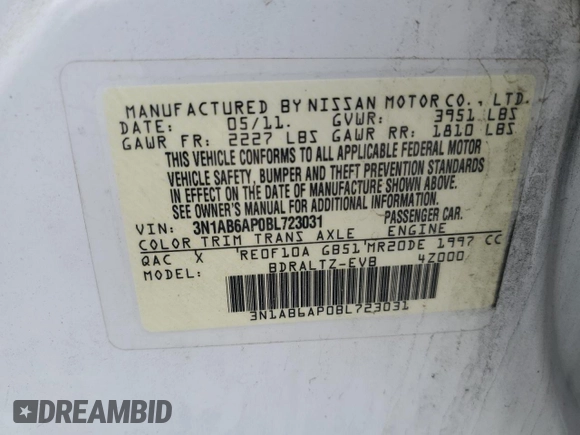 MANUFACTURED BY NISSAN MOTOR CO., LTD.
DATE: 05/11. GVWR: 3951 LBS
GAWR FR: 2227 LBS GAWR RR: 1810 LBS
THIS VEHICLE CONFORMS TO ALL APPLICABLE FEDERAL MOTOR
VEHICLE SAFETY, BUMPER AND THEFT PREVENTION STANDARDS
IN EFFECT ON THE DATE OF MANUFACTURE SHOWN ABOVE.
SEE OWNER'S MANUAL FOR ADDITIONAL INFORMATION.
VIN: 3N1AB6AP0BL723031 PASSENGER CAR.
COLOR TRIM TRANS AXLE ENGINE
QAC X RE0F10A GB51 MR20DE 1997 CC
MODEL: BDRALTZ-EVB 4Z000
3N1AB6AP0BL723031
DREAMBID